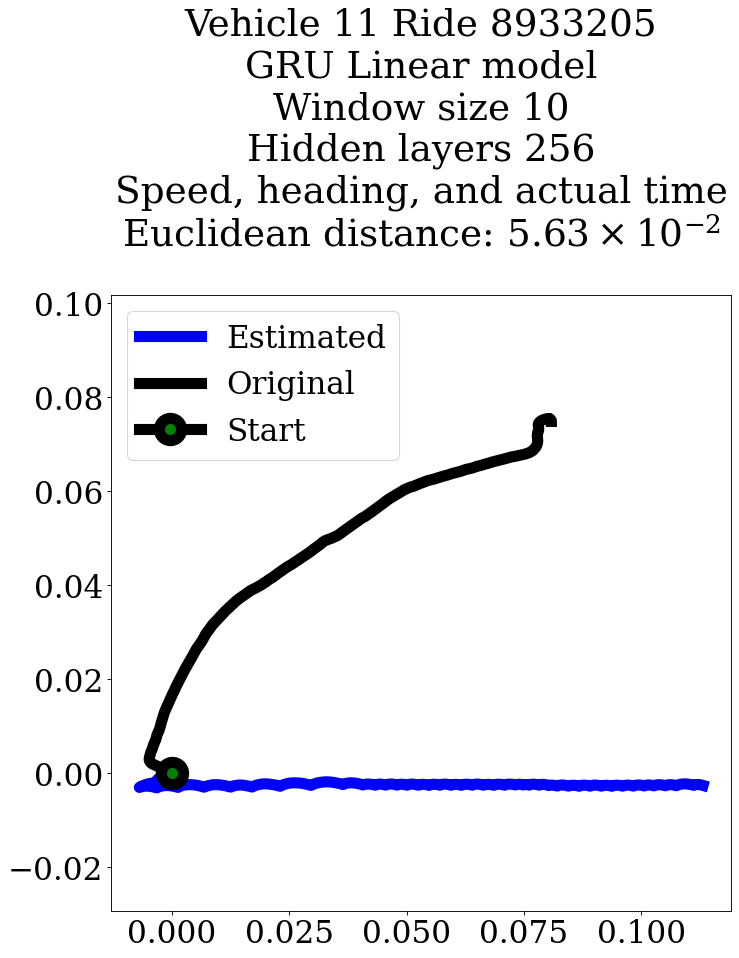 Vehicle 11 Ride 8933205
GRU Linear model
Window size 10
Hidden layers 256
Speed, heading, and actual time
Euclidean distance: 5.63 × 10⁻²
Estimated
Original
Start
0.10
0.08
0.06
0.04
0.02
0.00
−0.02
0.000 0.025 0.050 0.075 0.100